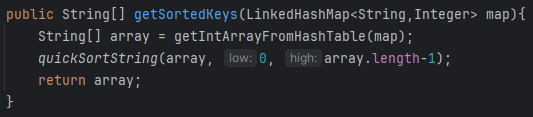 public String[] getSortedKeys(LinkedHashMap<String,Integer> map){
String[] array = getIntArrayFromHashTable(map);
quickSortString(array, low: 0, high: array.length-1);
return array;
}